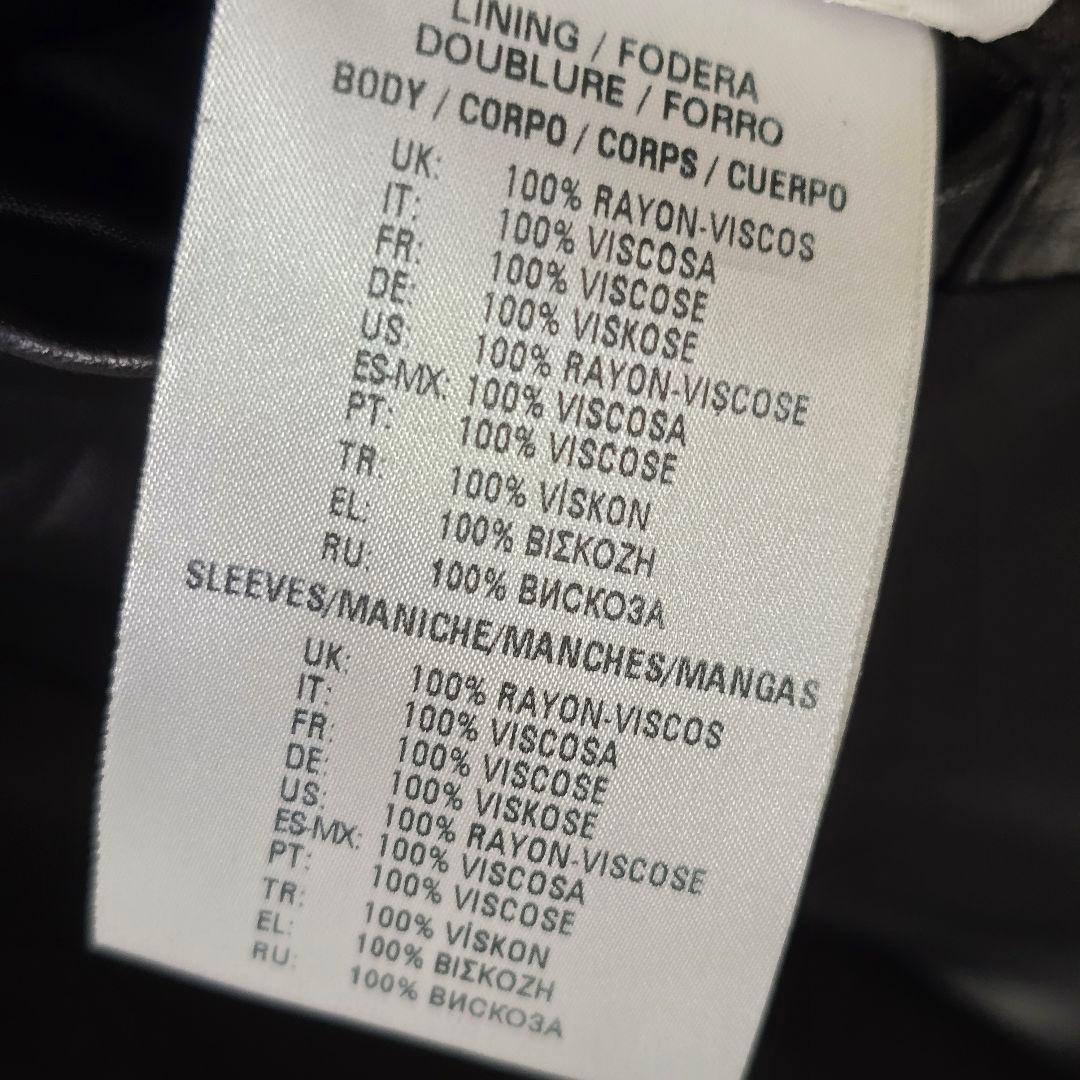 LINING / FODERA
DOUBLURE / FORRO
BODY / CORPO / CORPS / CUERPO
UK: 100% RAYON-VISCOS
IT: 100% VISCOSA
FR: 100% VISCOSE
DE: 100% VISKOSE
US: 100% RAYON-VISCOSE
ES-MX: 100% VISCOSA
PT: 100% VISCOSE
TR: 100% VİSKON
EL: 100% ΒΙΣΚΟΖΗ
RU: 100% ВИСКОЗА
SLEEVES/MANICHE/MANCHES/MANGAS
UK: 100% RAYON-VISCOS
IT: 100% VISCOSA
FR: 100% VISCOSE
DE: 100% VISKOSE
US: 100% RAYON-VISCOSE
ES-MX: 100% VISCOSA
PT: 100% VISCOSE
TR: 100% VİSKON
EL: 100% ΒΙΣΚΟΖΗ
RU: 100% ВИСКОЗА